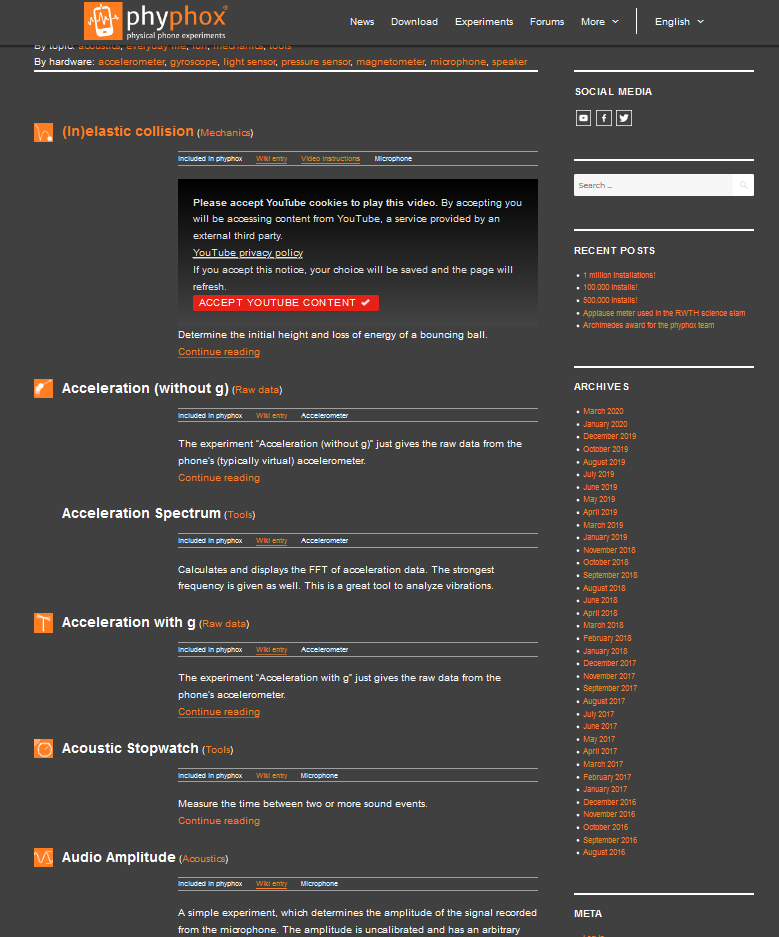 phyphox®
physical phone experiments
News Download Experiments Forums More English
By topic: acoustics, everyday life, fun, mechanics, tools
By hardware: accelerometer, gyroscope, light sensor, pressure sensor, magnetometer, microphone, speaker
(In)elastic collision (Mechanics)
Included in phyphox Wiki entry Video instructions Microphone
Please accept YouTube cookies to play this video. By accepting you
will be accessing content from YouTube, a service provided by an
external third party.
YouTube privacy policy
If you accept this notice, your choice will be saved and the page will
refresh.
ACCEPT YOUTUBE CONTENT ✔
Determine the initial height and loss of energy of a bouncing ball.
Continue reading
Acceleration (without g) (Raw data)
Included in phyphox Wiki entry Accelerometer
The experiment “Acceleration (without g)” just gives the raw data from the
phone's (typically virtual) accelerometer.
Continue reading
Acceleration Spectrum (Tools)
Included in phyphox Wiki entry Accelerometer
Calculates and displays the FFT of acceleration data. The strongest
frequency is given as well. This is a great tool to analyze vibrations.
Acceleration with g (Raw data)
Included in phyphox Wiki entry Accelerometer
The experiment “Acceleration with g” just gives the raw data from the
phone's accelerometer.
Continue reading
Acoustic Stopwatch (Tools)
Included in phyphox Wiki entry Microphone
Measure the time between two or more sound events.
Continue reading
Audio Amplitude (Acoustics)
Included in phyphox Wiki entry Microphone
A simple experiment, which determines the amplitude of the signal recorded
from the microphone. The amplitude is uncalibrated and has an arbitrary
SOCIAL MEDIA
Search ...
RECENT POSTS
1 million installations!
100.000 installs!
500,000 installs!
Applause meter used in the RWTH science slam
Archimedes award for the phyphox team
ARCHIVES
March 2020
January 2020
December 2019
October 2019
August 2019
July 2019
June 2019
May 2019
April 2019
March 2019
January 2019
November 2018
October 2018
September 2018
August 2018
June 2018
April 2018
March 2018
February 2018
January 2018
December 2017
November 2017
September 2017
August 2017
July 2017
June 2017
May 2017
April 2017
March 2017
February 2017
January 2017
December 2016
November 2016
October 2016
September 2016
August 2016
META